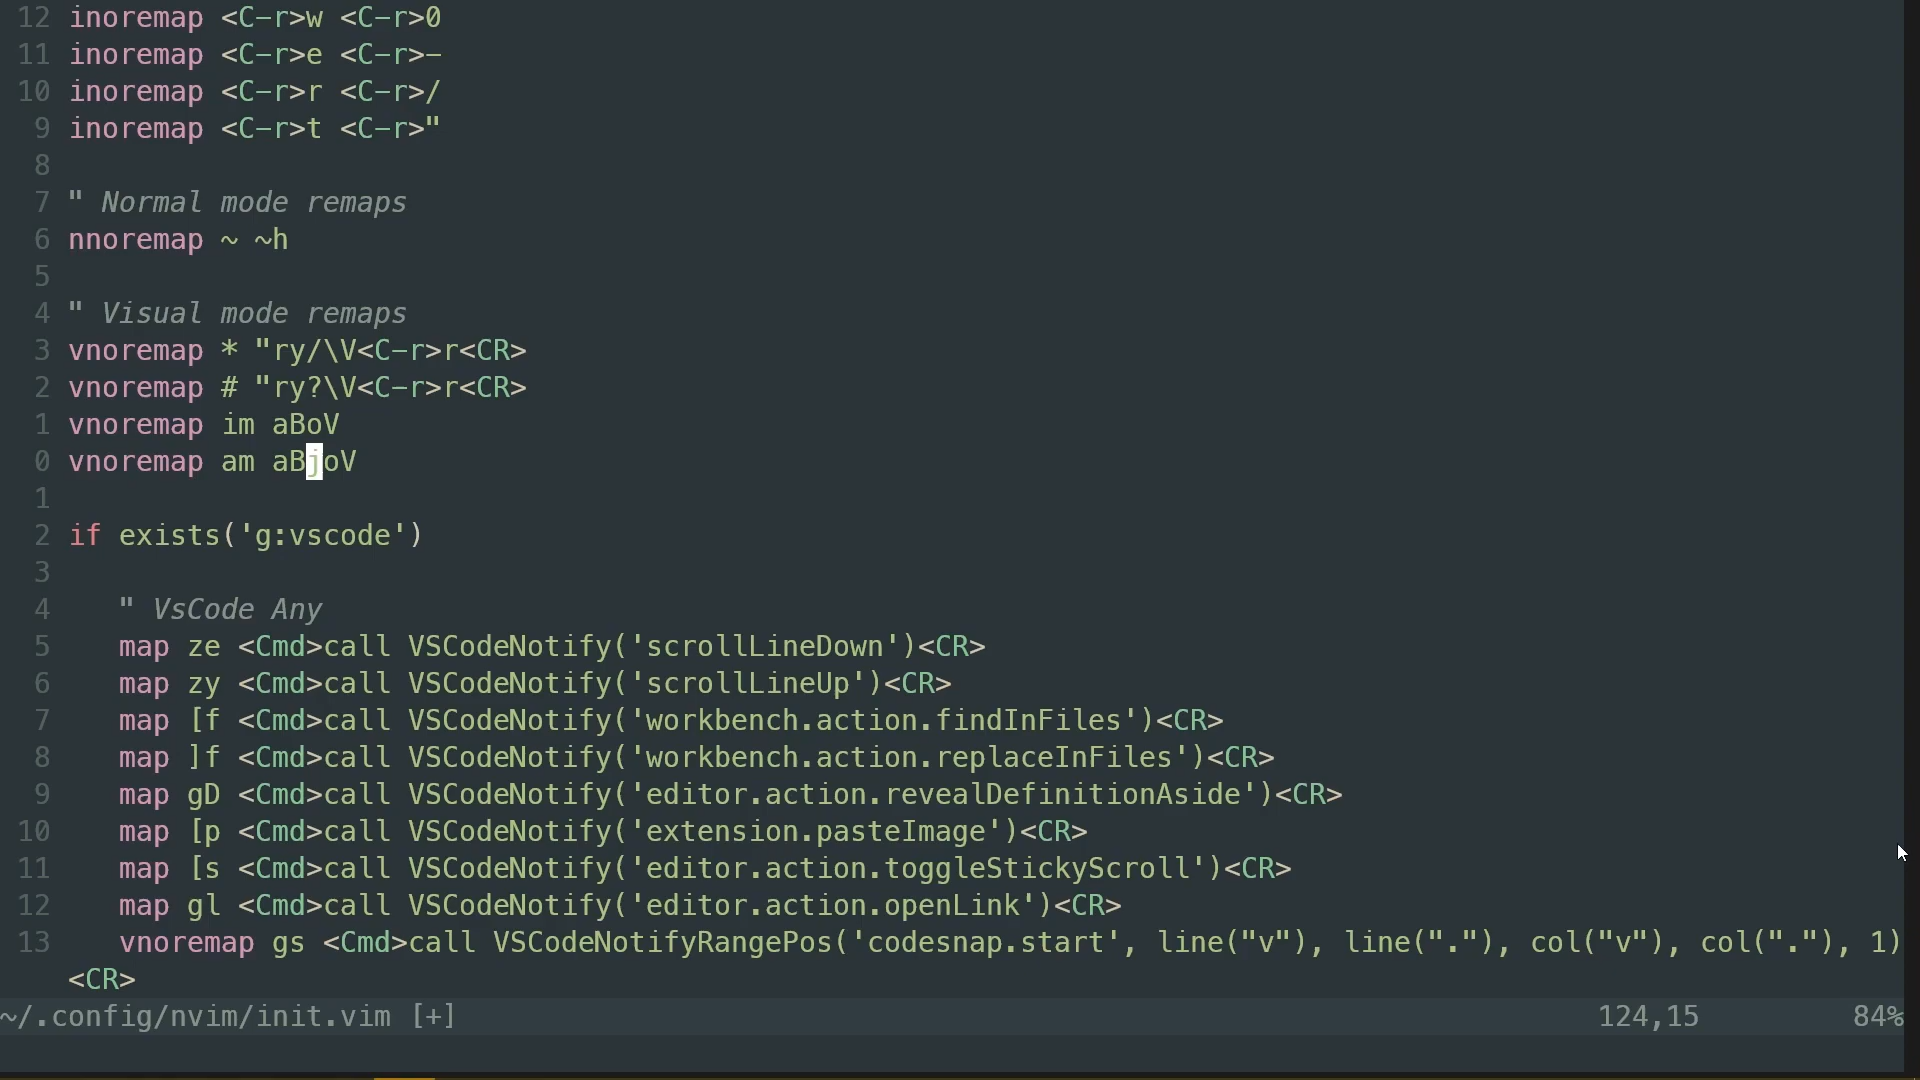 12 inoremap <C-r>w <C-r>0
11 inoremap <C-r>e <C-r>-
10 inoremap <C-r>r <C-r>/
9 inoremap <C-r>t <C-r>"
8
7 " Normal mode remaps
6 nnoremap ~ ~h
5
4 " Visual mode remaps
3 vnoremap * "ry/\V<C-r>r<CR>
2 vnoremap # "ry?\V<C-r>r<CR>
1 vnoremap im aBoV
0 vnoremap am aBjoV
1
2 if exists('g:vscode')
3
4 " VsCode Any
5 map ze <Cmd>call VSCodeNotify('scrollLineDown')<CR>
6 map zy <Cmd>call VSCodeNotify('scrollLineUp')<CR>
7 map [f <Cmd>call VSCodeNotify('workbench.action.findInFiles')<CR>
8 map ]f <Cmd>call VSCodeNotify('workbench.action.replaceInFiles')<CR>
9 map gD <Cmd>call VSCodeNotify('editor.action.revealDefinitionAside')<CR>
10 map [p <Cmd>call VSCodeNotify('extension.pasteImage')<CR>
11 map [s <Cmd>call VSCodeNotify('editor.action.toggleStickyScroll')<CR>
12 map gl <Cmd>call VSCodeNotify('editor.action.openLink')<CR>
13 vnoremap gs <Cmd>call VSCodeNotifyRangePos('codesnap.start', line("v"), line("."), col("v"), col("."), 1)
<CR>
~/.config/nvim/init.vim [+] 124,15 84%